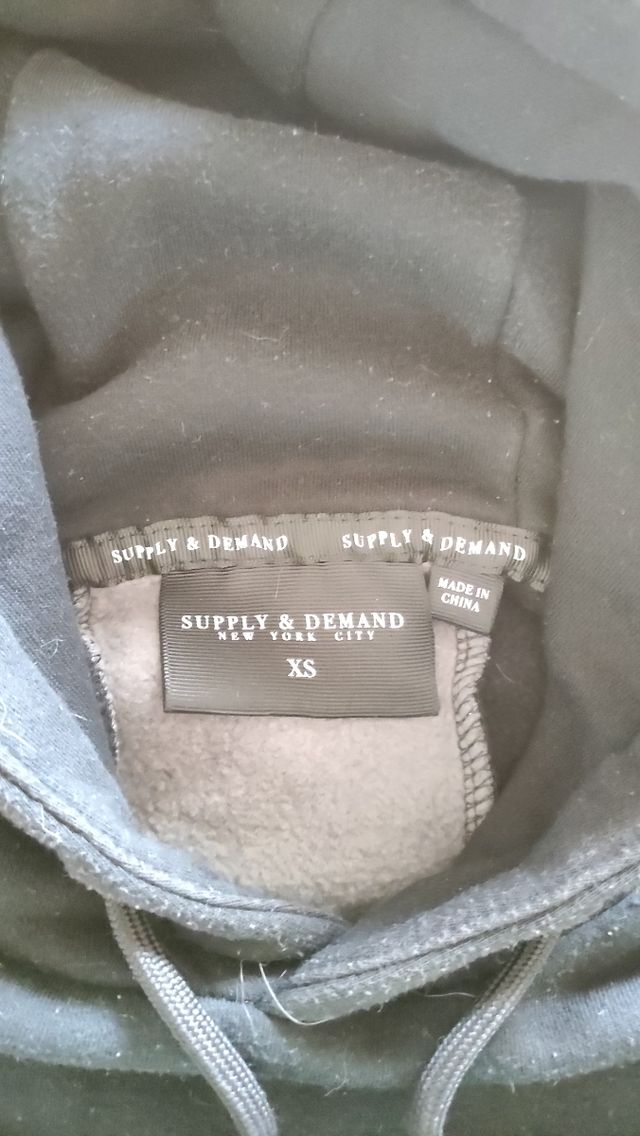 SUPPLY & DEMAND SUPPLY & DEMAND
MADE IN
CHINA
SUPPLY & DEMAND
NEW YORK CITY
XS